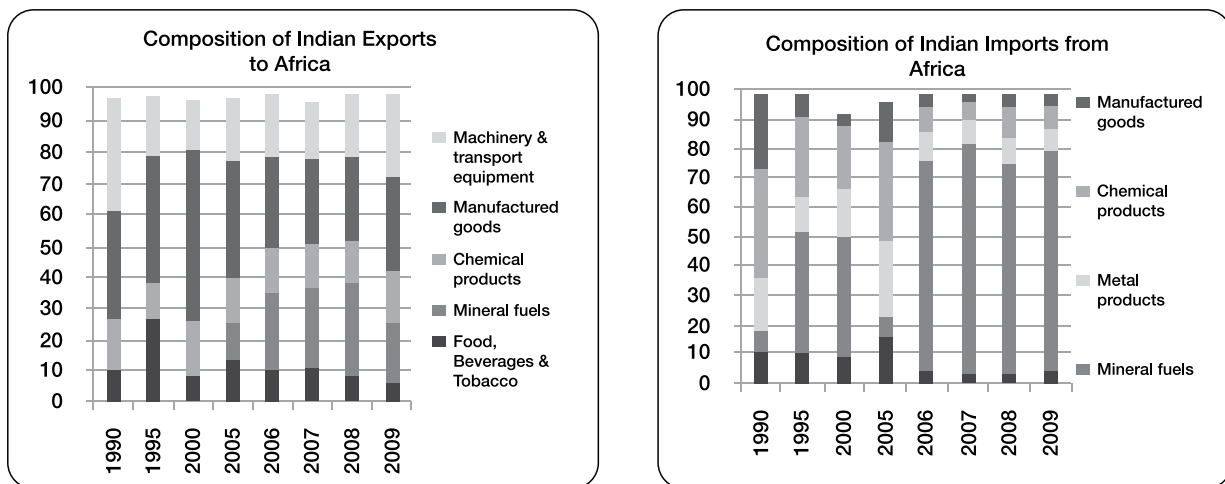 Composition of Indian Exports
to Africa
100
90
80
70
60
50
40
30
20
10
0
1990
1995
2000
2005
2006
2007
2008
2009
Machinery &
transport
equipment
Manufactured
goods
Chemical
products
Mineral fuels
Food,
Beverages &
Tobacco
Composition of Indian Imports from
Africa
100
90
80
70
60
50
40
30
20
10
0
1990
1995
2000
2005
2006
2007
2008
2009
Manufactured
goods
Chemical
products
Metal
products
Mineral fuels